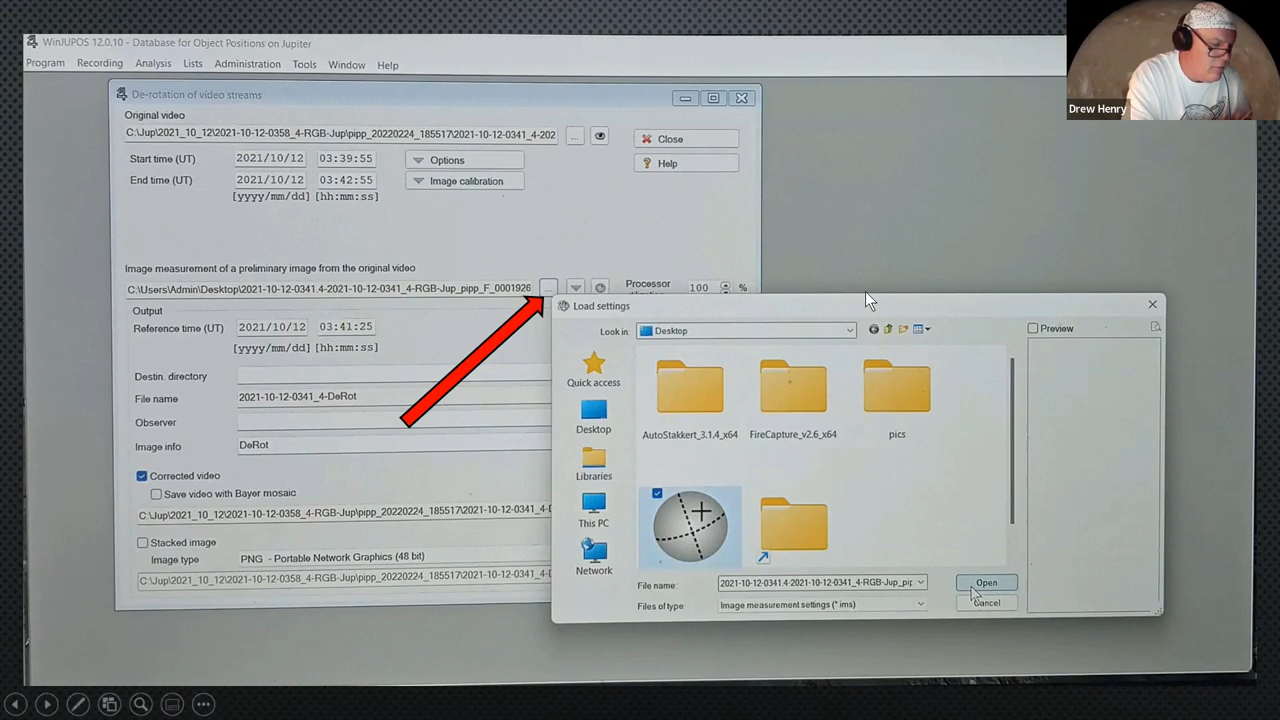 WinJUPOS 12.0.10 - Database for Object Positions on Jupiter
Program Recording Analysis Lists Administration Tools Window Help
Drew Henry
De-rotation of video streams
Original video
C:\Jup\2021_10_12\2021-10-12-0358_4-RGB-Jup\pipp_20220224_185517\2021-10-12-0341_4-202
...
Close
Start time (UT) 2021/10/12 03:39:55 Options
Help
End time (UT) 2021/10/12 03:42:55 Image calibration
[yyyy/mm/dd] [hh:mm:ss]
Image measurement of a preliminary image from the original video
C:\Users\Admin\Desktop\2021.4-2021-10-12-0341_4-RGB-Jup_pipp_F_0001926
...
Processor
100 %
Output
Reference time (UT) 2021/10/12 03:41:25
[yyyy/mm/dd] [hh:mm:ss]
Destin. directory
File name 2021-10-12-0341_4-DeRot
Observer
Image info DeRot
Corrected video
Save video with Bayer mosaic
C:\Jup\2021_10_12\2021-10-12-0358_4-RGB-Jup\pipp_20220224_185517\2021-10-12-0341_4-D
Stacked image
Image type PNG - Portable Network Graphics (48 bit)
C:\Jup\2021_10_12\2021-10-12-0358_4-RGB-Jup\pipp_20220224_185517\2021-10-12-0341_4-D
Load settings
Look in: Desktop
Preview
Quick access
Desktop
Libraries
This PC
Network
AutoStakkert_3.1.4_x64 FireCapture_v2.6_x64 pics
File name: 2021-10-12-0341.4-2021-10-12-0341_4-RGB-Jup_pip
Open
Files of type: Image measurement settings (*.ims)
Cancel